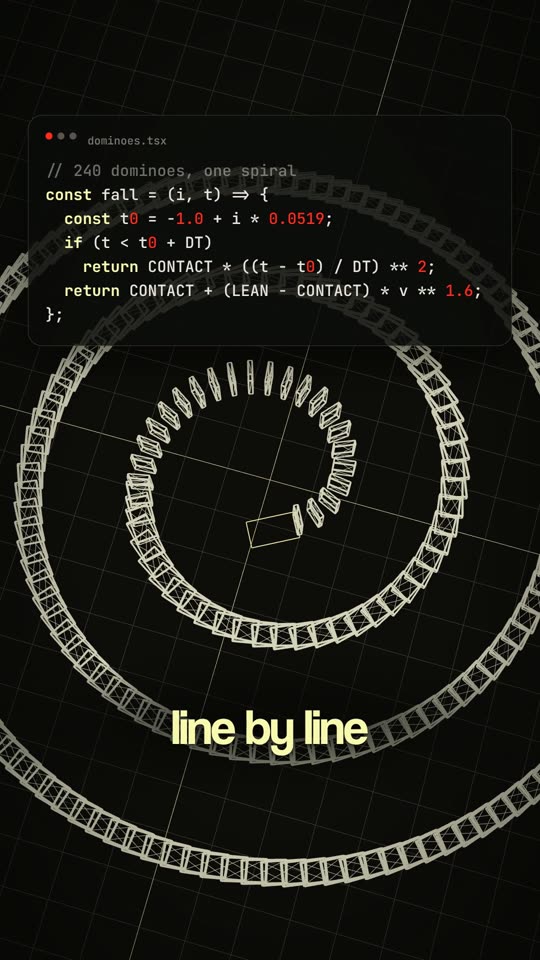 dominoes.tsx
// 240 dominoes, one spiral
const fall = (i, t) => {
  const t0 = -1.0 + i * 0.0519;
  if (t < t0 + DT)
    return CONTACT * ((t - t0) / DT) ** 2;
  return CONTACT + (LEAN - CONTACT) * v ** 1.6;
};
line by line